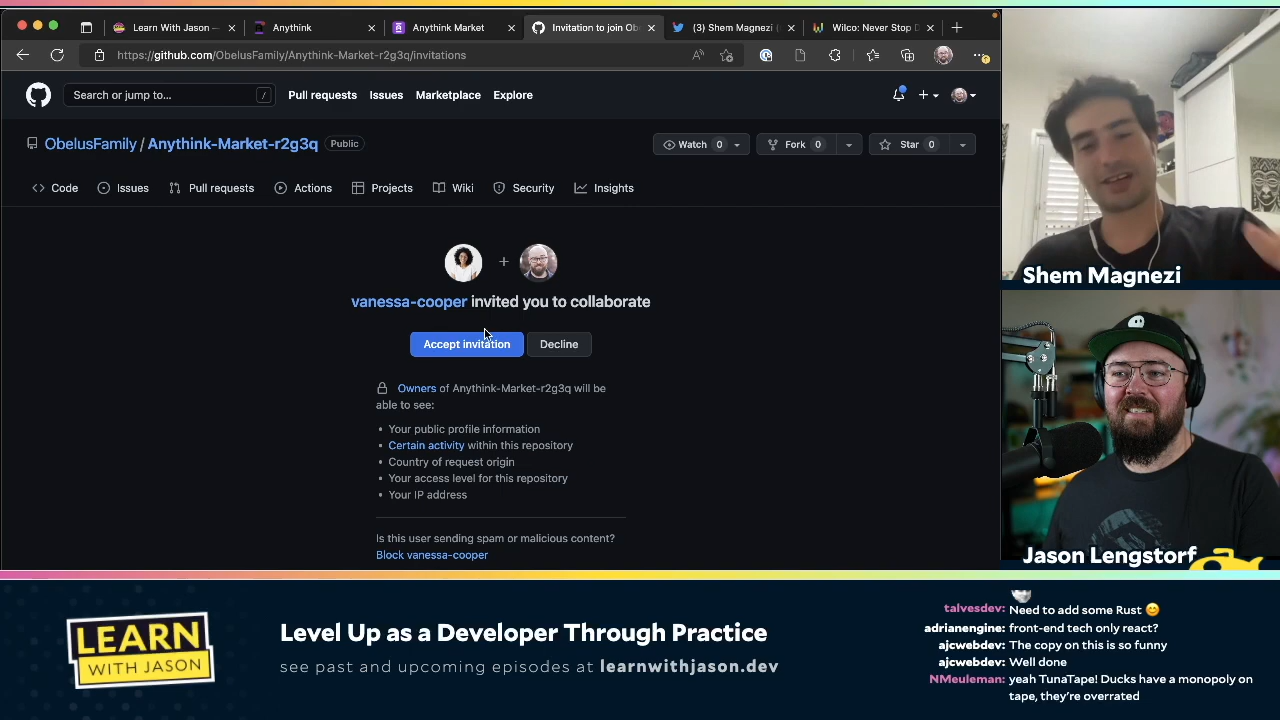 Learn With Jason —
Anythink
Anythink Market
Invitation to join Ob
(3) Shem Magnezi (
Wilco: Never Stop D
https://github.com/ObelusFamily/Anythink-Market-r2g3q/invitations
Search or jump to...
/
Pull requests
Issues
Marketplace
Explore
ObelusFamily / Anythink-Market-r2g3q
Public
Watch 0
Fork 0
Star 0
Code
Issues
Pull requests
Actions
Projects
Wiki
Security
Insights
+
vanessa-cooper invited you to collaborate
Accept invitation
Decline
Owners of Anythink-Market-r2g3q will be
able to see:
• Your public profile information
• Certain activity within this repository
• Country of request origin
• Your access level for this repository
• Your IP address
Is this user sending spam or malicious content?
Block vanessa-cooper
Shem Magnezi
Jason Lengstorf
LEARN
WITH JASON
Level Up as a Developer Through Practice
see past and upcoming episodes at learnwithjason.dev
talvesdev: Need to add some Rust 😊
adrianengine: front-end tech only react?
ajcwebdev: The copy on this is so funny
ajcwebdev: Well done
NMeuleman: yeah TunaTape! Ducks have a monopoly on
tape, they're overrated